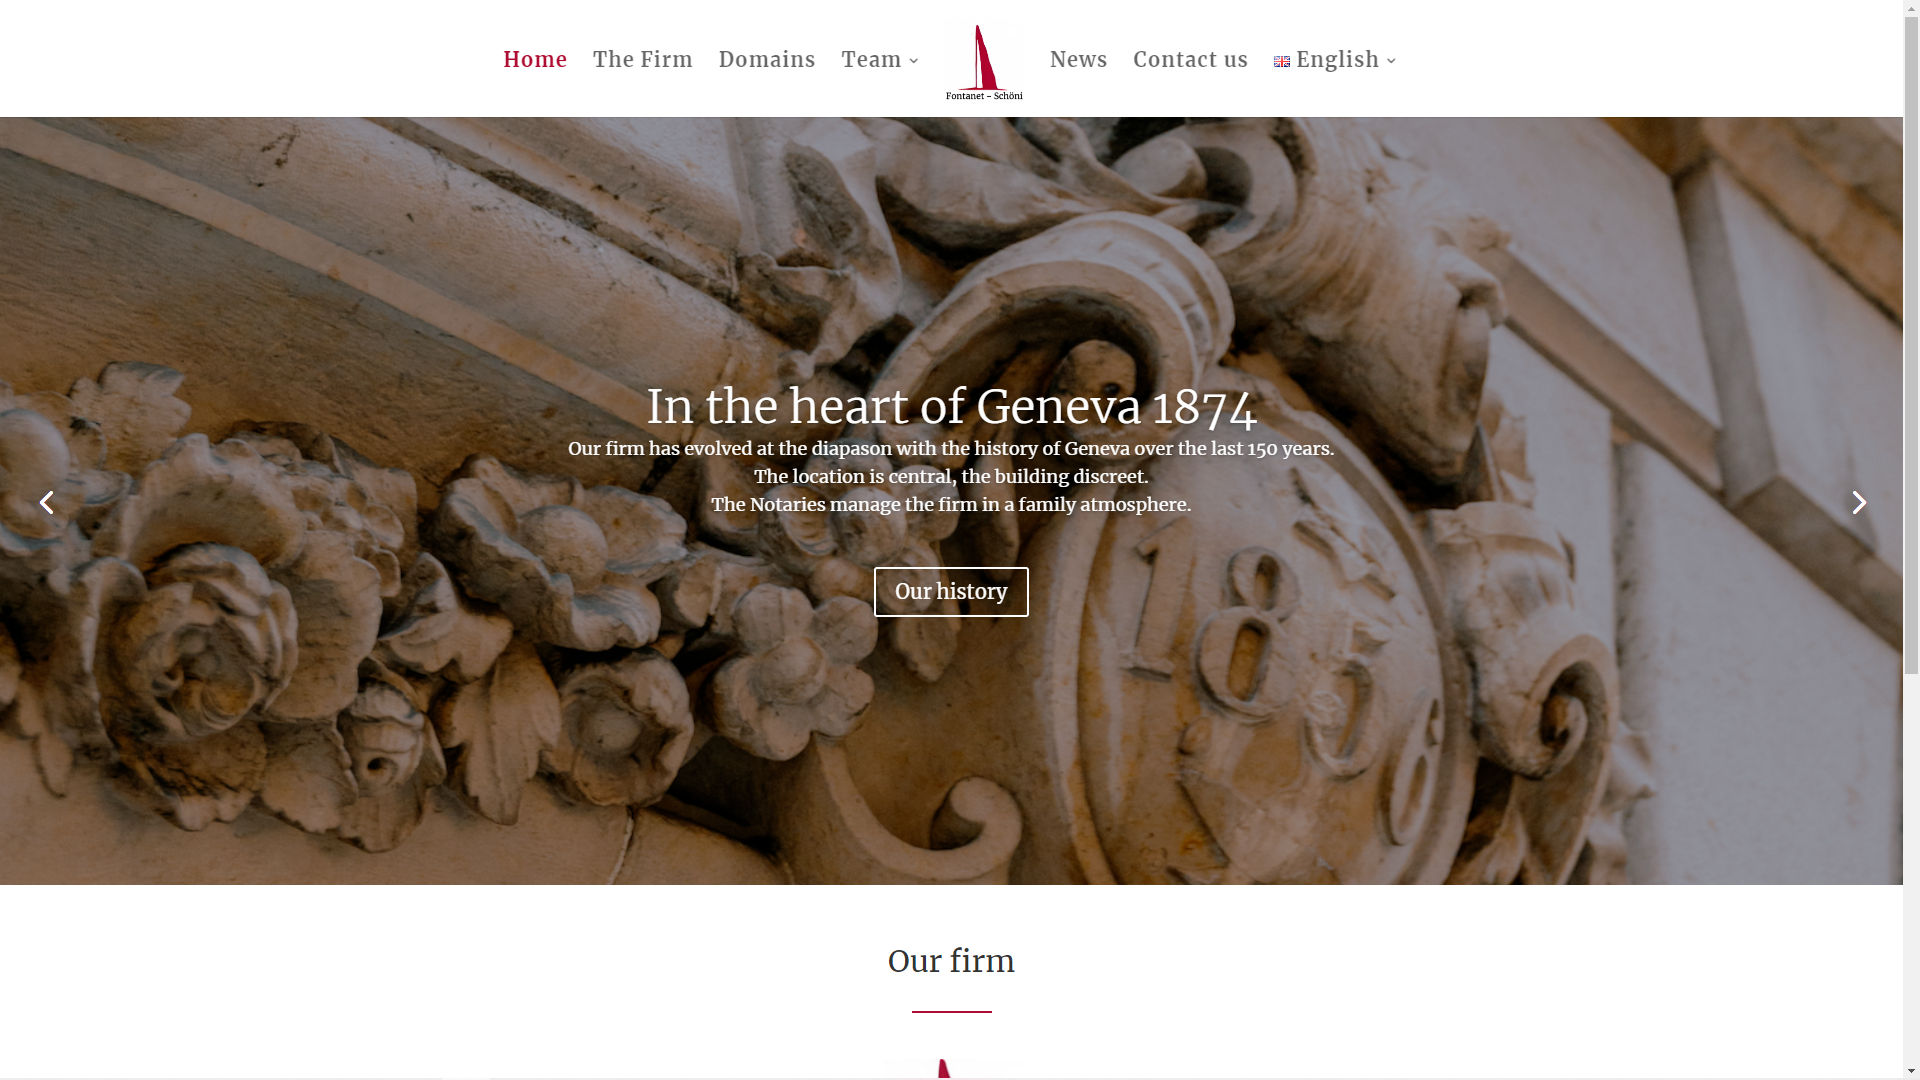 Home
The Firm
Domains
Team
Fontanet - Schöni
News
Contact us
English
In the heart of Geneva 1874
Our firm has evolved at the diapason with the history of Geneva over the last 150 years.
The location is central, the building discreet.
The Notaries manage the firm in a family atmosphere.
Our history
1856
Our firm